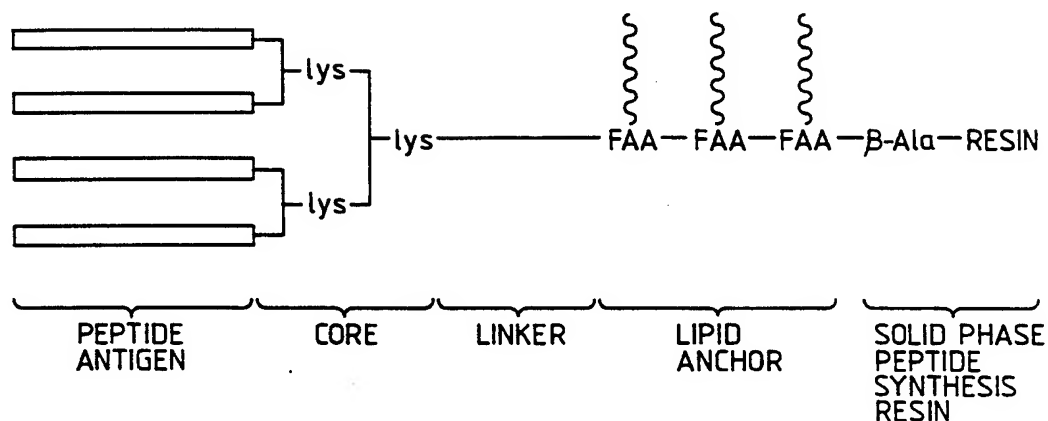 lys
lys FAA FAA FAA β-Ala RESIN
lys
PEPTIDE
ANTIGEN
CORE
LINKER
LIPID
ANCHOR
SOLID PHASE
PEPTIDE
SYNTHESIS
RESIN